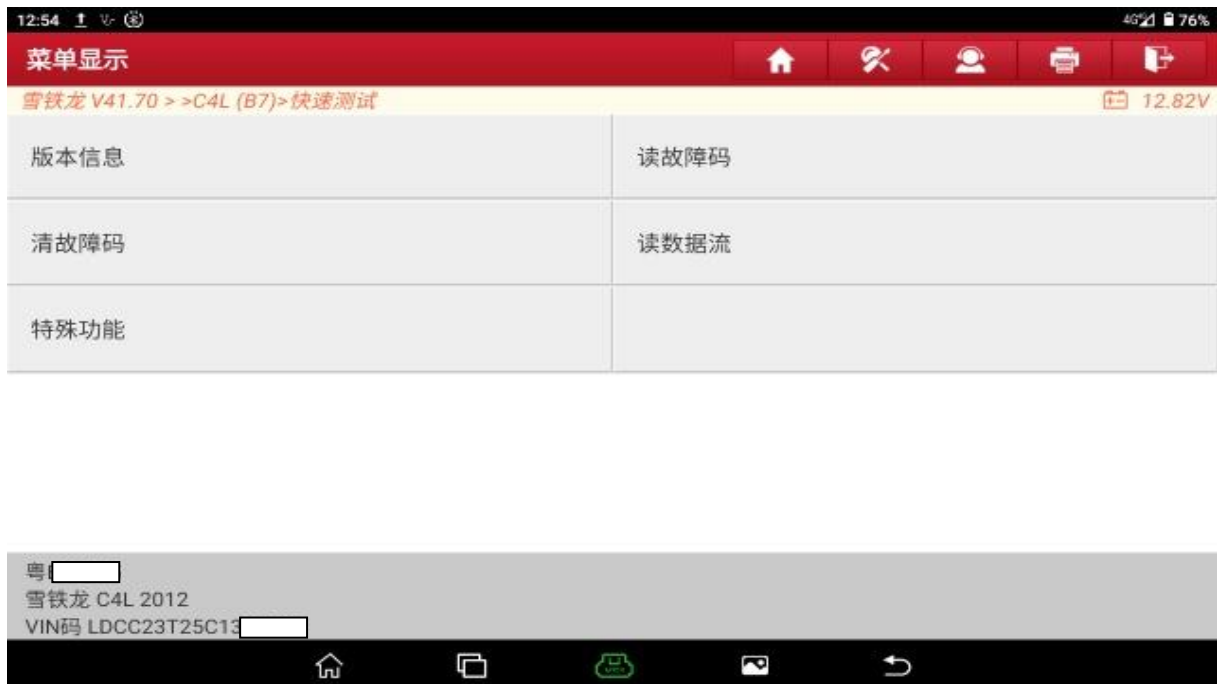 12:54
4G 76%
菜单显示
雪铁龙 V41.70 > >C4L (B7)>快速测试
12.82V
版本信息
读故障码
清故障码
读数据流
特殊功能
粤
雪铁龙 C4L 2012
VIN码 LDCC23T25C13